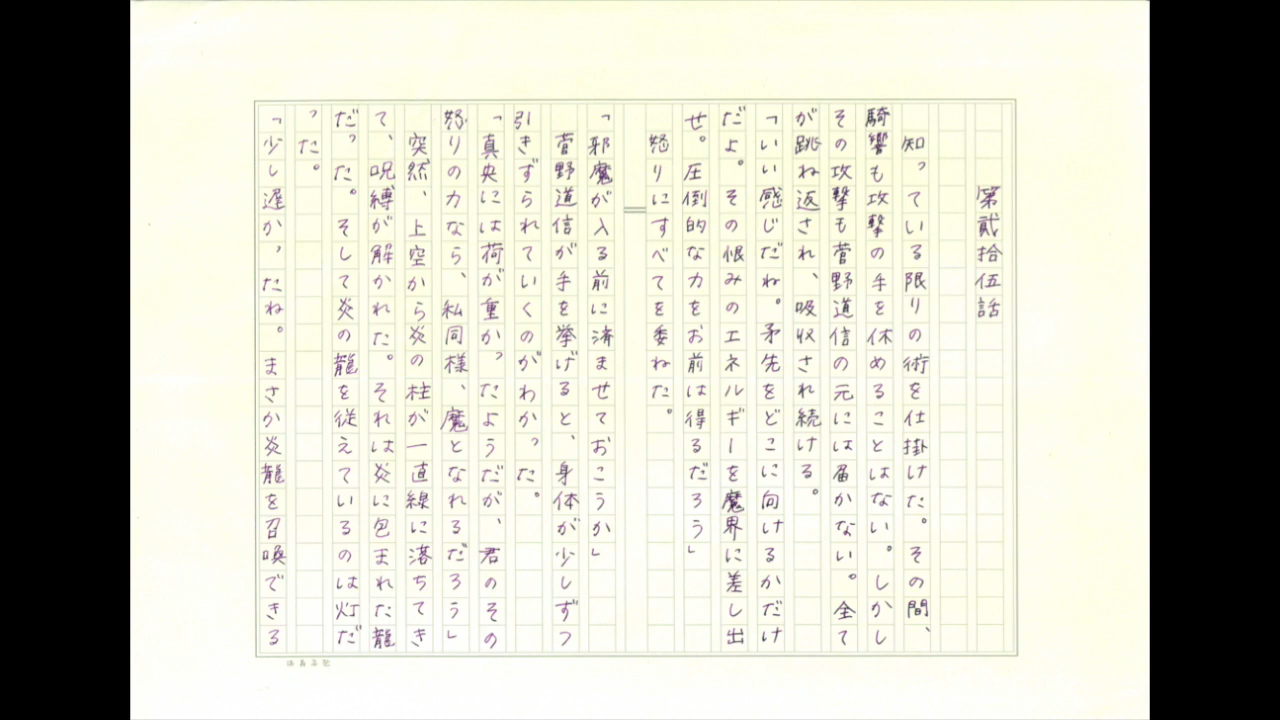 第貳拾伍話
知っている限りの術を仕掛けた。その間、
騎響も攻撃の手を休めることはない。しかし
その攻撃も菅野道信の元には届かない。全て
が跳ね返され、吸収され続ける。
「いい感じだね。矛先をどこに向けるかだけ
だよ。その恨みのエネルギーを魔界に差し出
せ。圧倒的な力をお前は得るだろう」
怒りにすべてを委ねた。
「邪魔が入る前に済ませておこうか」
菅野道信が手を挙げると、身体が少しずつ
引きずられていくのがわかった。
「真央には荷が重かったようだが、君のその
怒りの力なら、私同様、魔となれるだろう」
突然、上空から炎の柱が一直線に落ちてき
て、呪縛が解かれた。それは炎に包まれた龍
だった。そして炎の龍を従えているのは灯だ
った。
「少し遅かったね。まさか炎龍を召喚できる